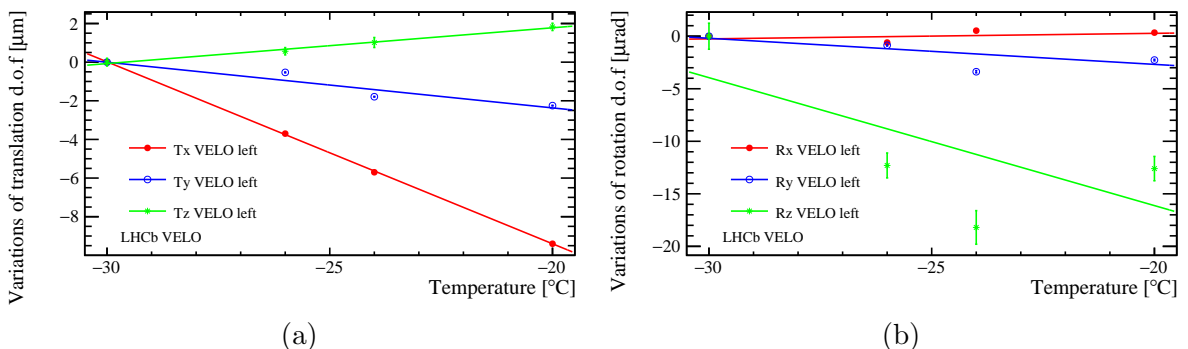 Variations of translation d.o.f [µm]
2
0
−2
−4
−6
−8
Tx VELO left
Ty VELO left
Tz VELO left
LHCb VELO
−30
−25
−20
Temperature [°C]
(a)
Variations of rotation d.o.f [µrad]
0
−5
−10
−15
−20
Rx VELO left
Ry VELO left
Rz VELO left
LHCb VELO
−30
−25
−20
Temperature [°C]
(b)